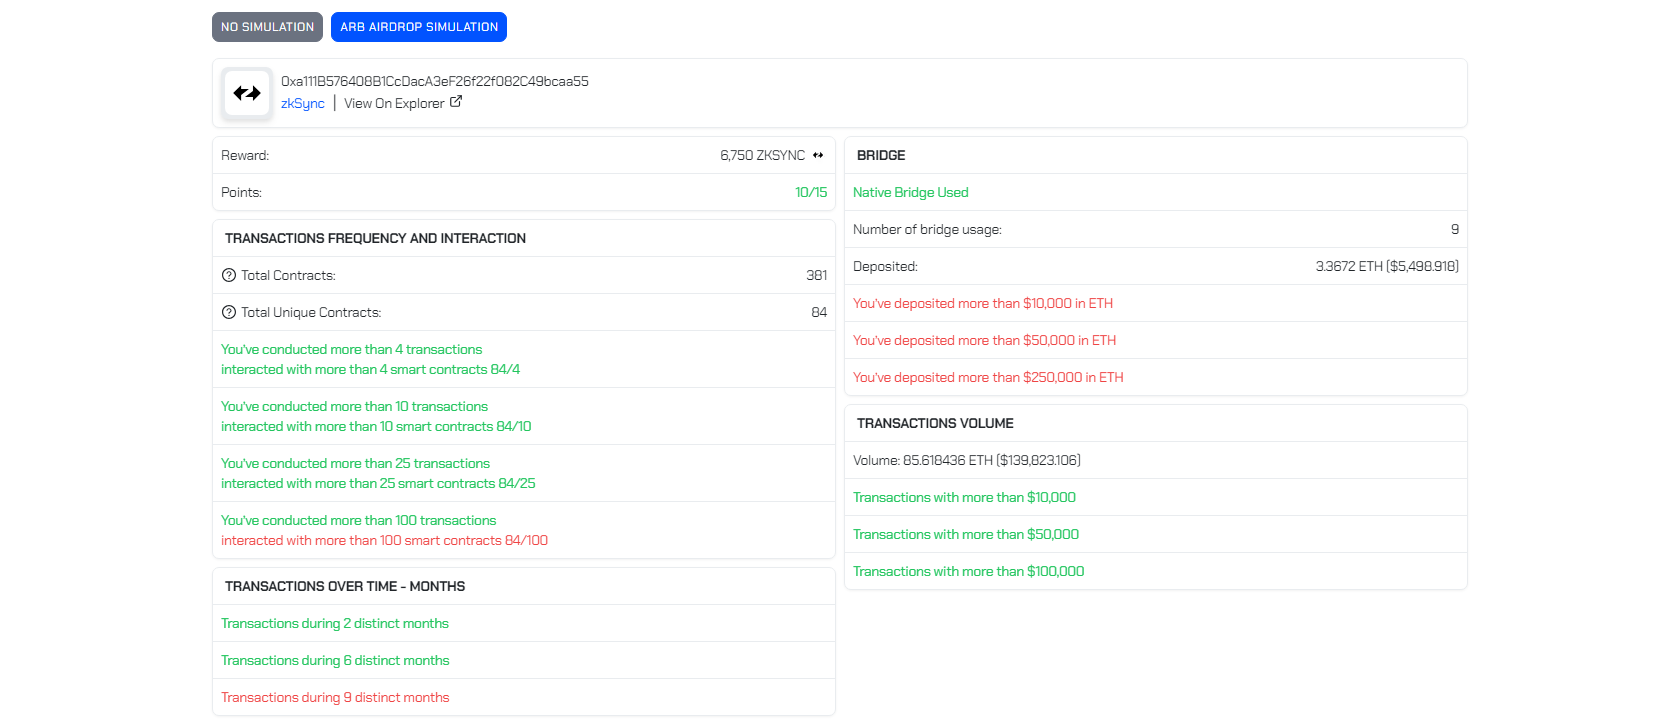 NO SIMULATION
ARB AIRDROP SIMULATION
0xa111B576408B1CcDacA3eF26f22f082C49bcaa55
zkSync | View On Explorer
Reward: 6,750 ZKSYNC
Points: 10/15
TRANSACTIONS FREQUENCY AND INTERACTION
Total Contracts: 381
Total Unique Contracts: 84
You've conducted more than 4 transactions
interacted with more than 4 smart contracts 84/4
You've conducted more than 10 transactions
interacted with more than 10 smart contracts 84/10
You've conducted more than 25 transactions
interacted with more than 25 smart contracts 84/25
You've conducted more than 100 transactions
interacted with more than 100 smart contracts 84/100
TRANSACTIONS OVER TIME - MONTHS
Transactions during 2 distinct months
Transactions during 6 distinct months
Transactions during 9 distinct months
BRIDGE
Native Bridge Used
Number of bridge usage: 9
Deposited: 3.3672 ETH ($5,498.918)
You've deposited more than $10,000 in ETH
You've deposited more than $50,000 in ETH
You've deposited more than $250,000 in ETH
TRANSACTIONS VOLUME
Volume: 85.618436 ETH ($139,823.106)
Transactions with more than $10,000
Transactions with more than $50,000
Transactions with more than $100,000